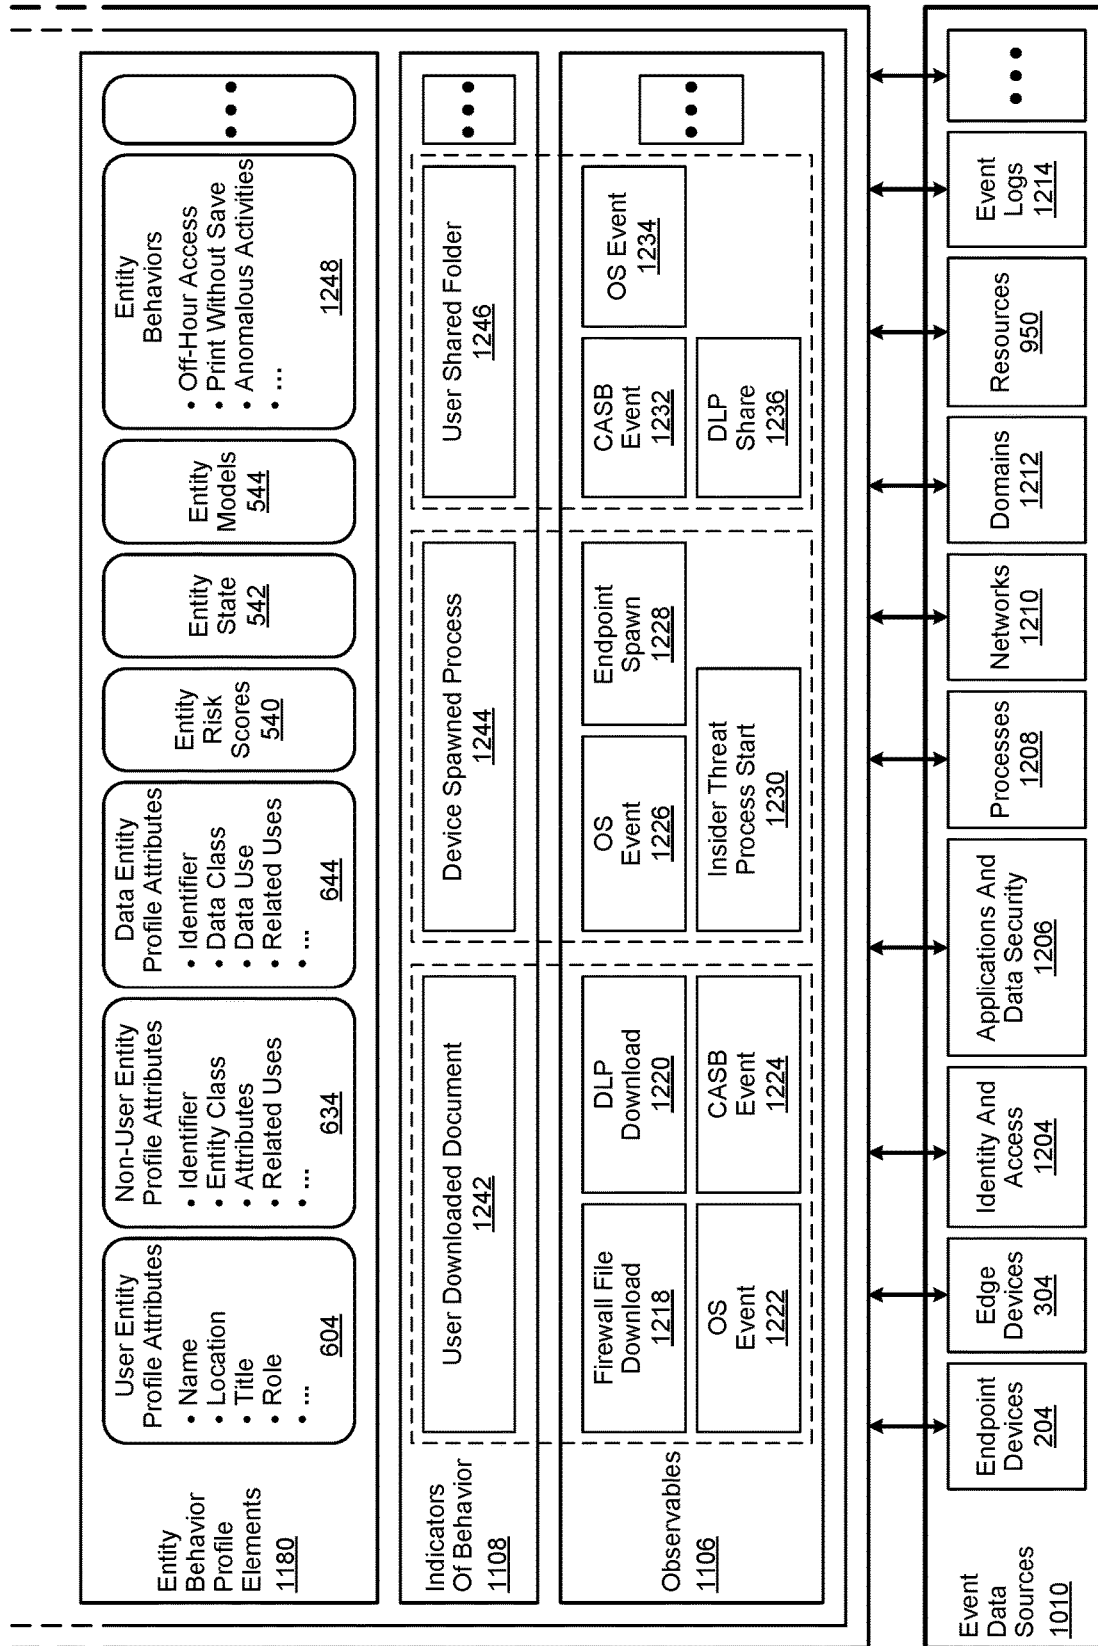 Entity
Behavior
Profile
Elements
1180
User Entity
Profile Attributes
• Name
• Location
• Title
• Role
• ...
604
Non-User Entity
Profile Attributes
• Identifier
• Entity Class
• Attributes
• Related Uses
• ...
634
Data Entity
Profile Attributes
• Identifier
• Data Class
• Data Use
• Related Uses
• ...
644
Entity
Risk
Scores
540
Entity
State
542
Entity
Models
544
Entity
Behaviors
• Off-Hour Access
• Print Without Save
• Anomalous Activities
• ...
1248
• • •
Indicators
Of Behavior
1108
User Downloaded Document
1242
Device Spawned Process
1244
User Shared Folder
1246
• • •
Observables
1106
Firewall File
Download
1218
DLP
Download
1220
OS
Event
1222
CASB
Event
1224
OS
Event
1226
Endpoint
Spawn
1228
Insider Threat
Process Start
1230
CASB
Event
1232
OS Event
1234
DLP
Share
1236
• • •
Event
Data
Sources
1010
Endpoint
Devices
204
Edge
Devices
304
Identity And
Access
1204
Applications And
Data Security
1206
Processes
1208
Networks
1210
Domains
1212
Resources
950
Event
Logs
1214
• • •